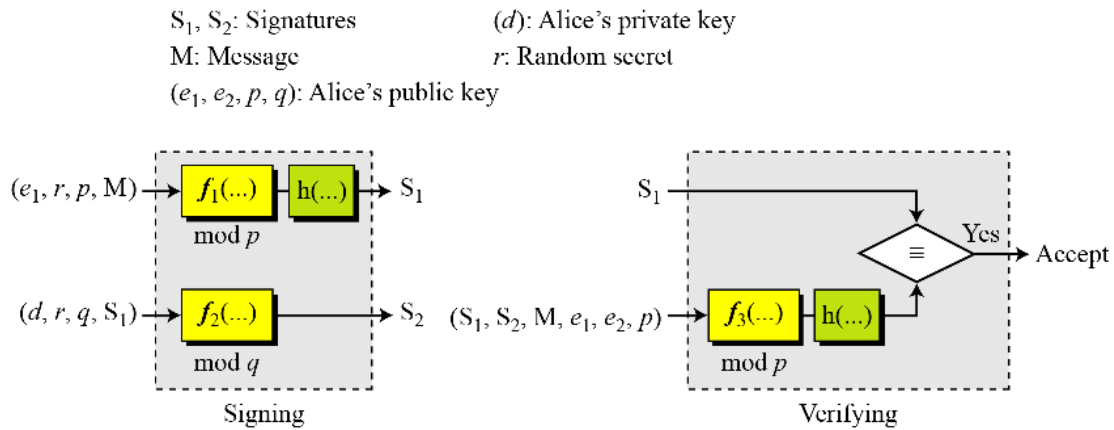 S₁, S₂: Signatures (d): Alice's private key
M: Message r: Random secret
(e₁, e₂, p, q): Alice's public key
(e₁, r, p, M) f₁(...) h(...) S₁
mod p
(d, r, q, S₁) f₂(...) S₂
mod q
Signing
S₁
≡ Yes Accept
(S₁, S₂, M, e₁, e₂, p) f₃(...) h(...)
mod p
Verifying